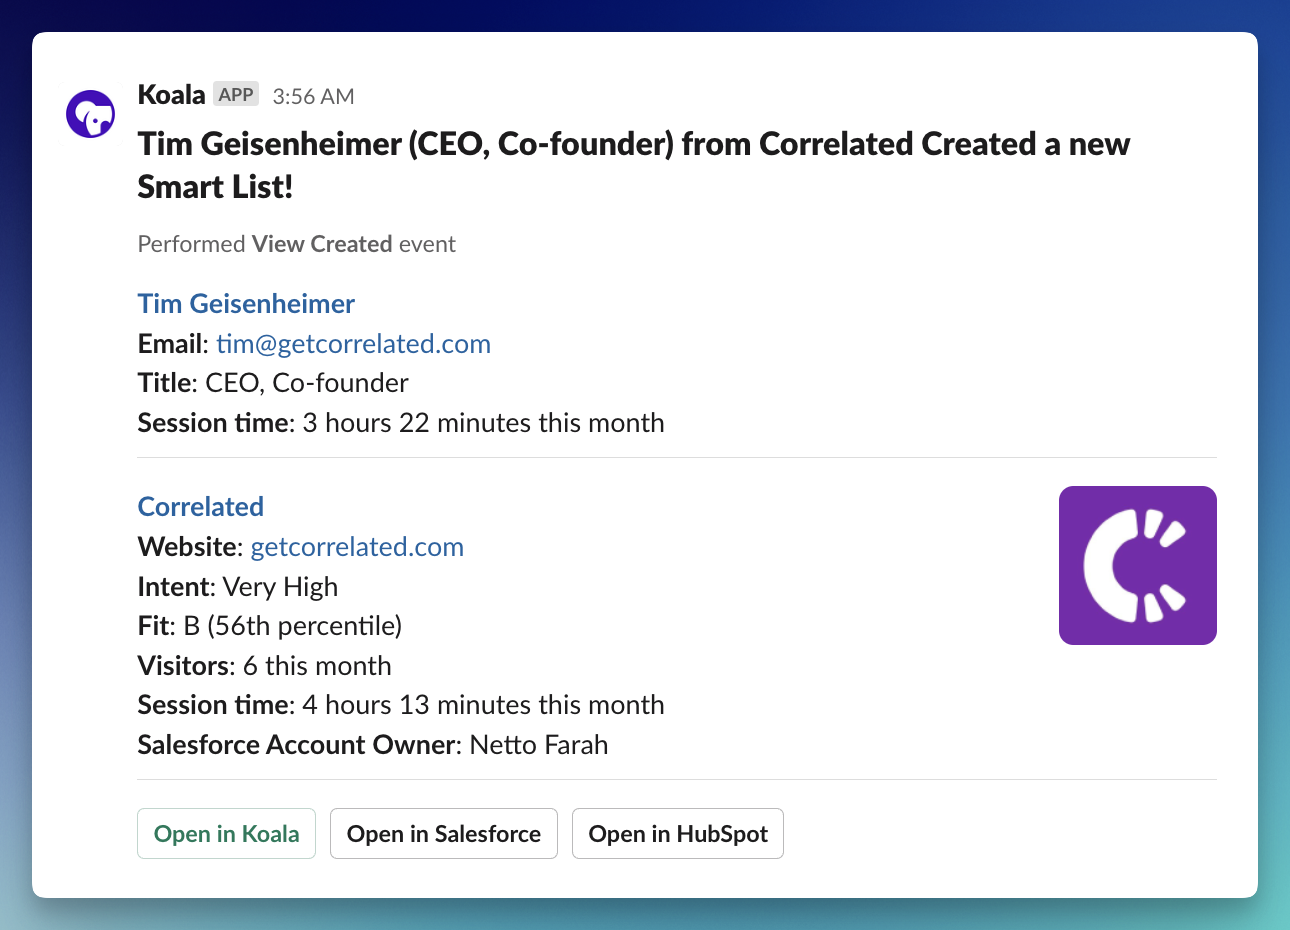 Koala APP 3:56 AM
Tim Geisenheimer (CEO, Co-founder) from Correlated Created a new
Smart List!
Performed View Created event
Tim Geisenheimer
Email: tim@getcorrelated.com
Title: CEO, Co-founder
Session time: 3 hours 22 minutes this month
Correlated
Website: getcorrelated.com
Intent: Very High
Fit: B (56th percentile)
Visitors: 6 this month
Session time: 4 hours 13 minutes this month
Salesforce Account Owner: Netto Farah
Open in Koala Open in Salesforce Open in HubSpot